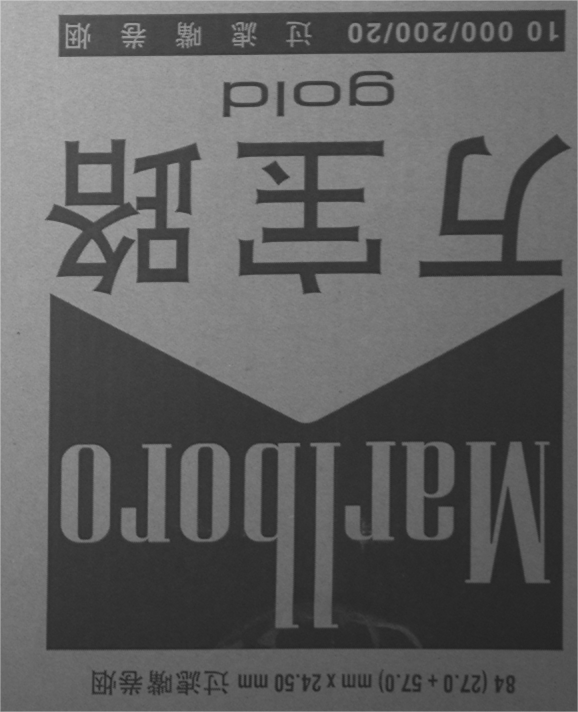 84 (27.0 + 57.0) mm x 24.50 mm 过滤嘴卷烟
Marlboro
万宝路
gold
10 000/200/20 过滤嘴卷烟